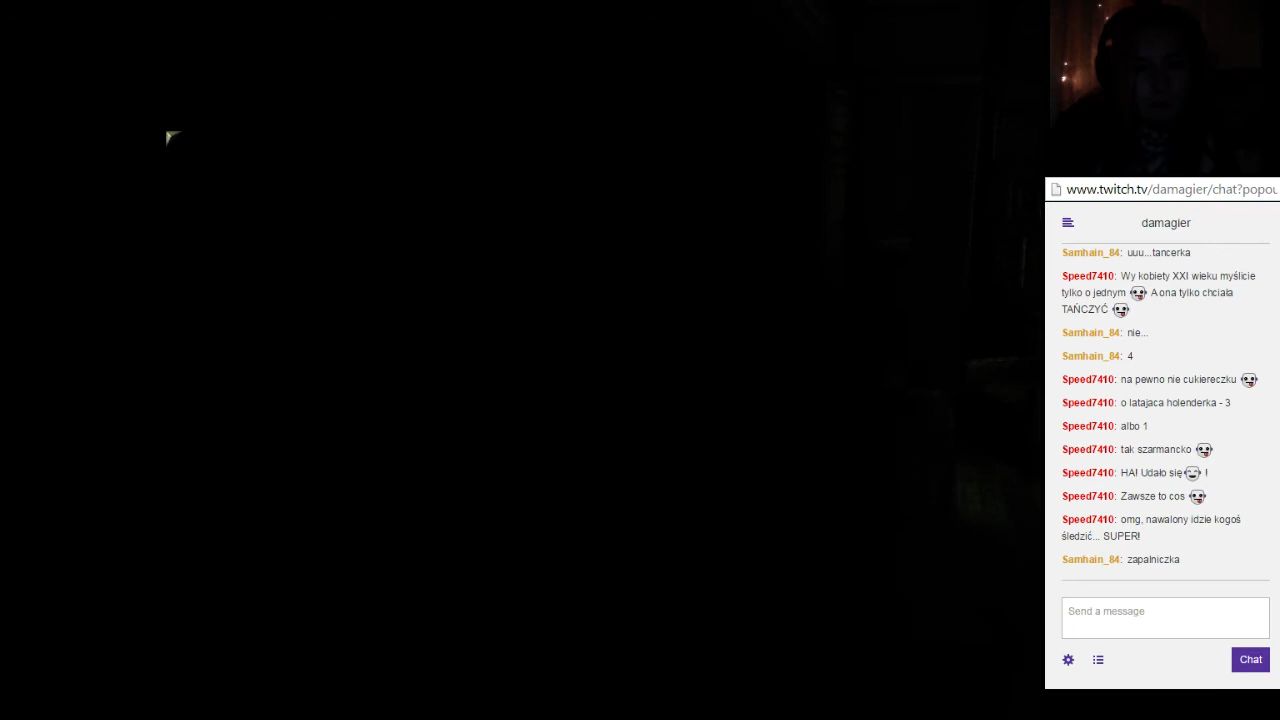 www.twitch.tv/damagier/chat?popou
damagier
Samhain_84: uuu...tancerka
Speed7410: Wy kobiety XXI wieku myślicie
tylko o jednym A ona tylko chciała
TAŃCZYĆ
Samhain_84: nie...
Samhain_84: 4
Speed7410: na pewno nie cukiereczku
Speed7410: o latajaca holenderka - 3
Speed7410: albo 1
Speed7410: tak szarmancko
Speed7410: HA! Udało się !
Speed7410: Zawsze to cos
Speed7410: omg, nawalony idzie kogoś
śledzić... SUPER!
Samhain_84: zapalniczka
Send a message
Chat